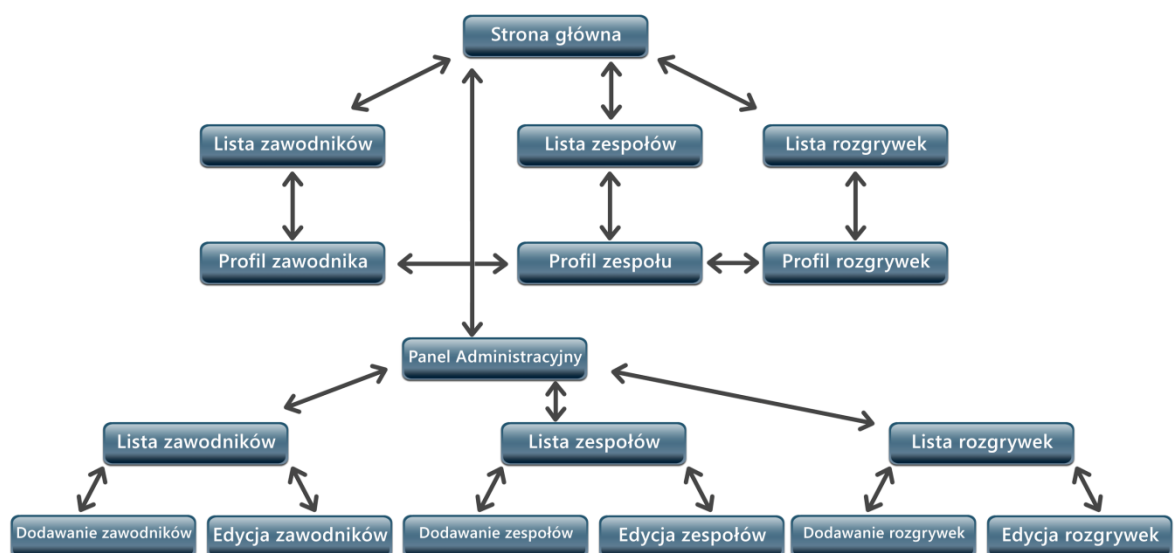 Strona główna
Lista zawodników
Lista zespołów
Lista rozgrywek
Profil zawodnika
Profil zespołu
Profil rozgrywek
Panel Administracyjny
Lista zawodników
Lista zespołów
Lista rozgrywek
Dodawanie zawodników
Edycja zawodników
Dodawanie zespołów
Edycja zespołów
Dodawanie rozgrywek
Edycja rozgrywek